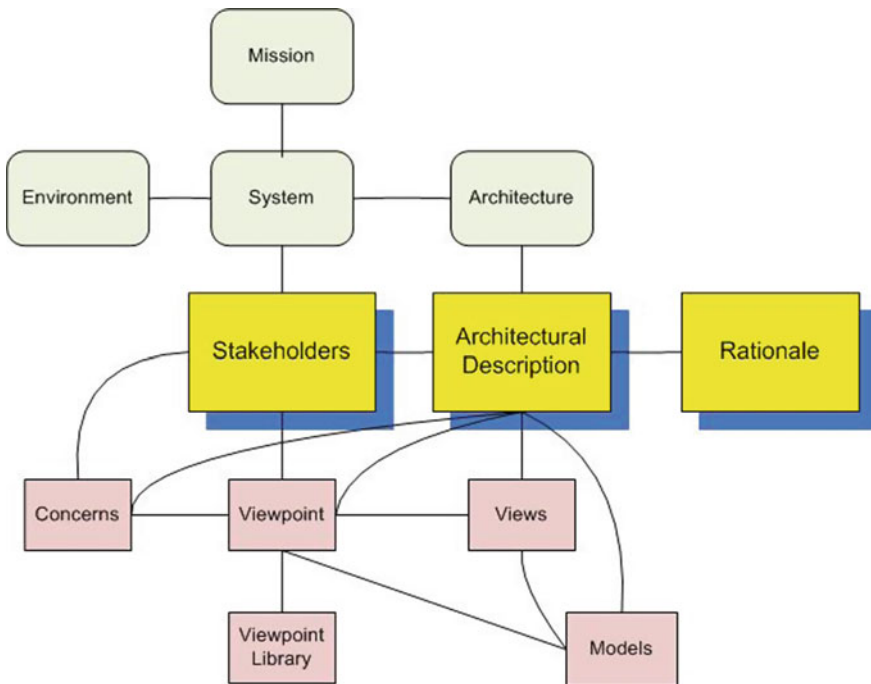 Mission
Environment
System
Architecture
Stakeholders
Architectural
Description
Rationale
Concerns
Viewpoint
Views
Viewpoint
Library
Models